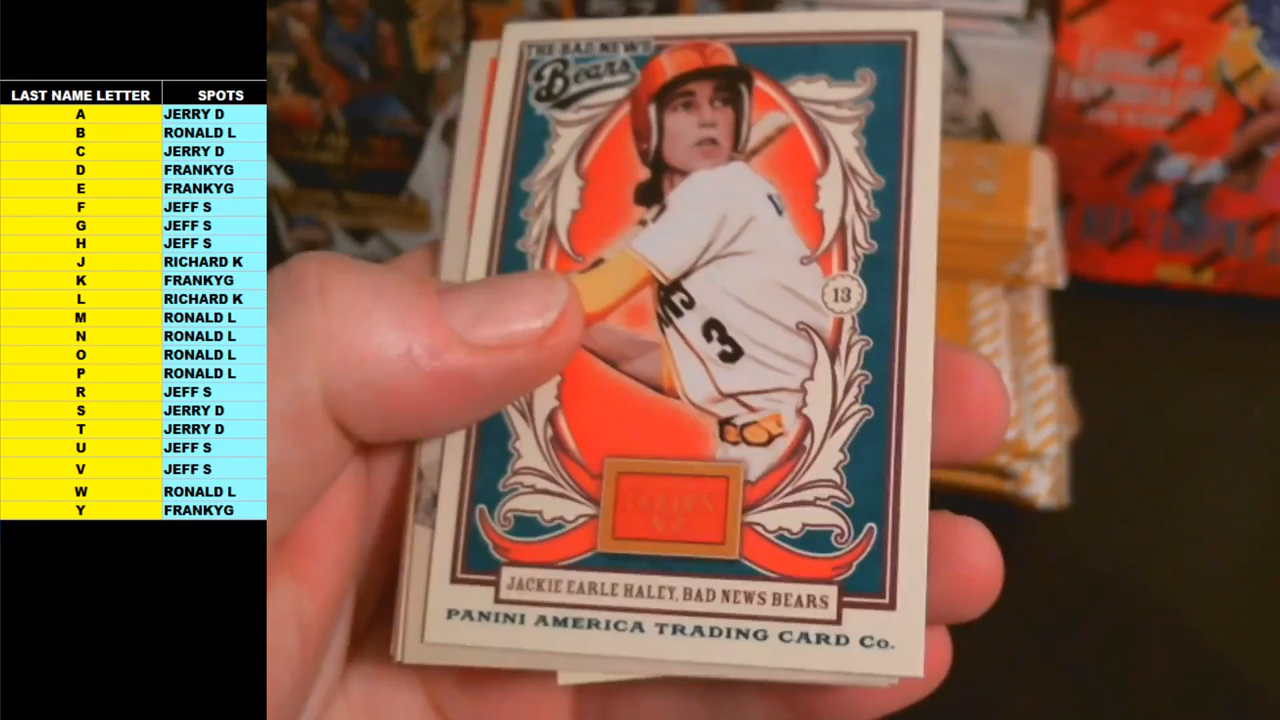 LAST NAME LETTER SPOTS
A JERRY D
B RONALD L
C JERRY D
D FRANKYG
E FRANKYG
F JEFF S
G JEFF S
H JEFF S
J RICHARD K
K FRANKYG
L RICHARD K
M RONALD L
N RONALD L
O RONALD L
P RONALD L
R JEFF S
S JERRY D
T JERRY D
U JEFF S
V JEFF S
W RONALD L
Y FRANKYG
THE BAD NEWS
Bears
13
3
JACKIE EARLE HALEY, BAD NEWS BEARS
PANINI AMERICA TRADING CARD Co.